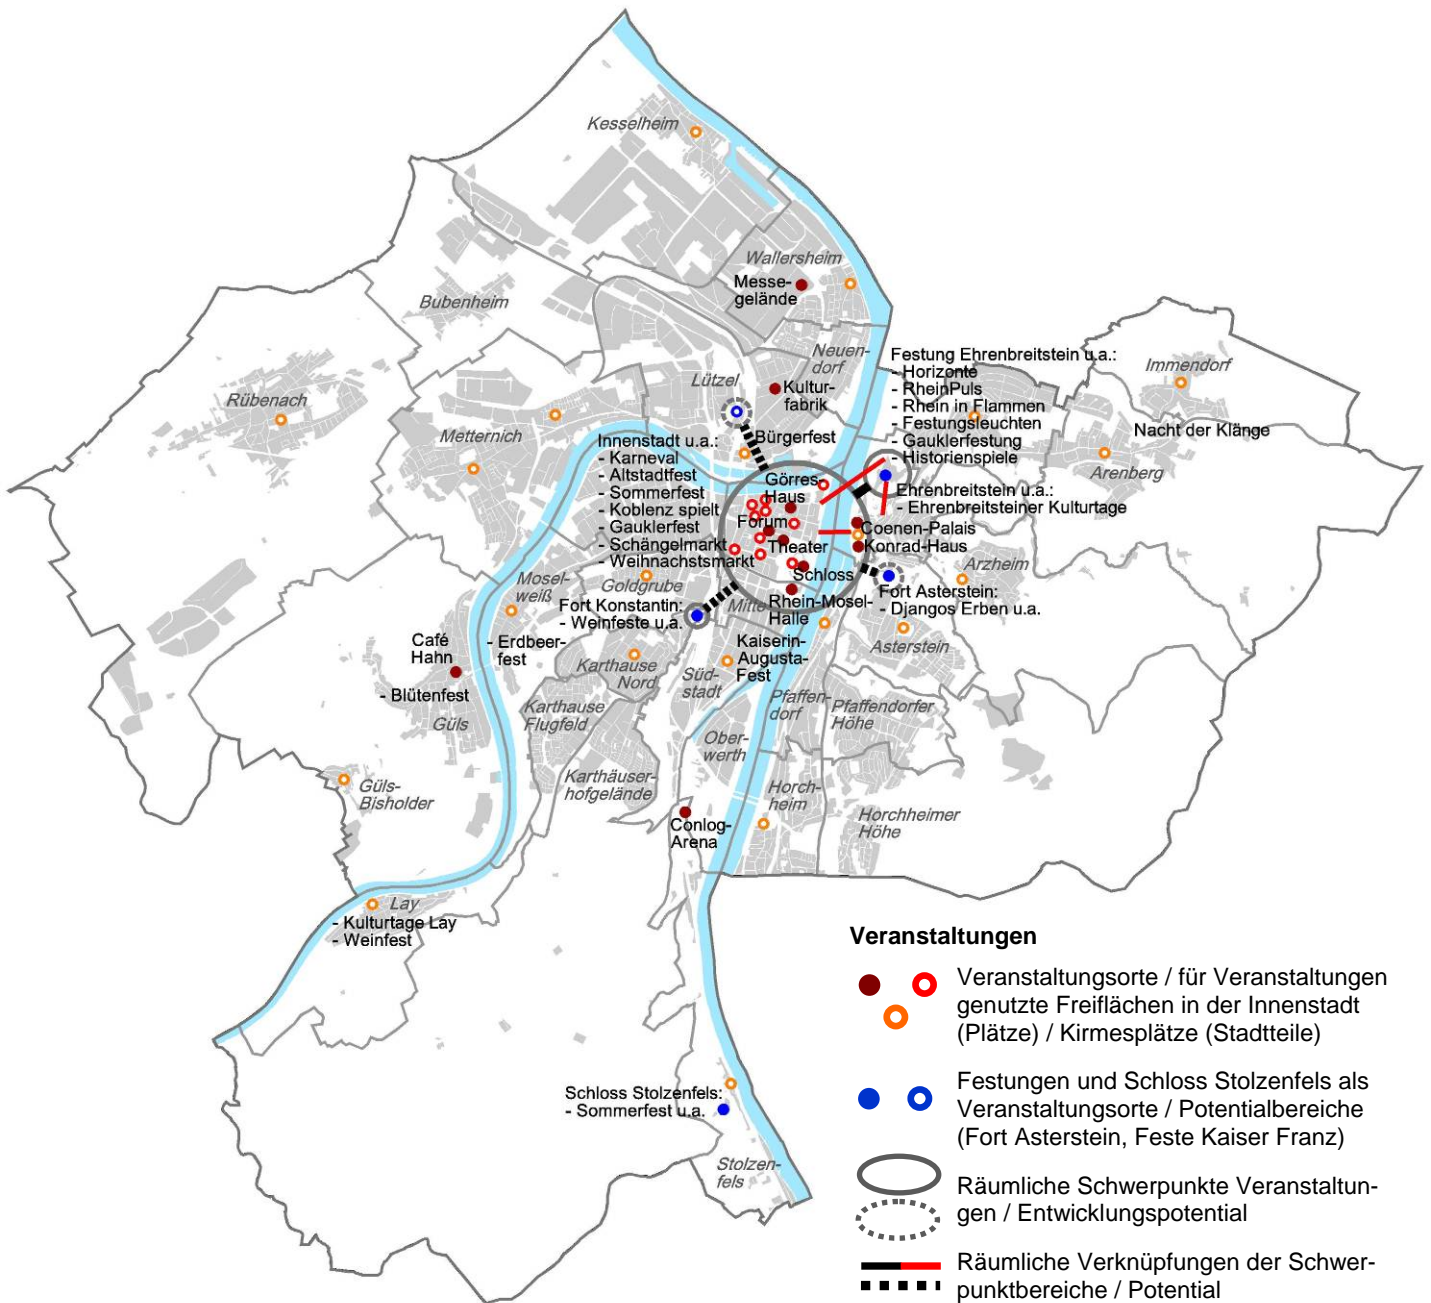 Kesselheim
Wallersheim
Messe-
gelände
Bubenheim
Neuen-
dorf
Festung Ehrenbreitstein u.a.:
- Horizonte
- RheinPuls
- Rhein in Flammen
- Festungsleuchten
- Gauklerfestung
- Historienspiele
Immendorf
Nacht der Klänge
Arenberg
Rübenach
Metternich
Lützel
Kultur-
fabrik
Bürgerfest
Innenstadt u.a.:
- Karneval
- Altstadtfest
- Sommerfest
- Koblenz spielt
- Gauklerfest
- Schängelmarkt
- Weihnachstsmarkt
Görres-
Haus
Forum
Theater
Schloss
Rhein-Mosel-
Halle
Mitte
Ehrenbreitstein u.a.:
- Ehrenbreitsteiner Kulturtage
Coenen-Palais
Konrad-Haus
Arzheim
Fort Asterstein:
- Djangos Erben u.a.
Asterstein
Goldgrube
Mosel-
weiß
Fort Konstantin:
- Weinfeste u.a.
- Erdbeer-
fest
Café
Hahn
- Blütenfest
Güls
Karthause
Nord
Süd-
stadt
Kaiserin-
Augusta-
Fest
Karthause
Flugfeld
Pfaffen-
dorf
Pfaffendorfer
Höhe
Ober-
werth
Karthäuser-
hofgelände
Güls-
Bisholder
Horch-
heim
Horchheimer
Höhe
Conlog-
Arena
Lay
- Kulturtage Lay
- Weinfest
Schloss Stolzenfels:
- Sommerfest u.a.
Stolzen-
fels
Veranstaltungen
Veranstaltungsorte / für Veranstaltungen
genutzte Freiflächen in der Innenstadt
(Plätze) / Kirmesplätze (Stadtteile)
Festungen und Schloss Stolzenfels als
Veranstaltungsorte / Potentialbereiche
(Fort Asterstein, Feste Kaiser Franz)
Räumliche Schwerpunkte Veranstaltun-
gen / Entwicklungspotential
Räumliche Verknüpfungen der Schwer-
punktbereiche / Potential